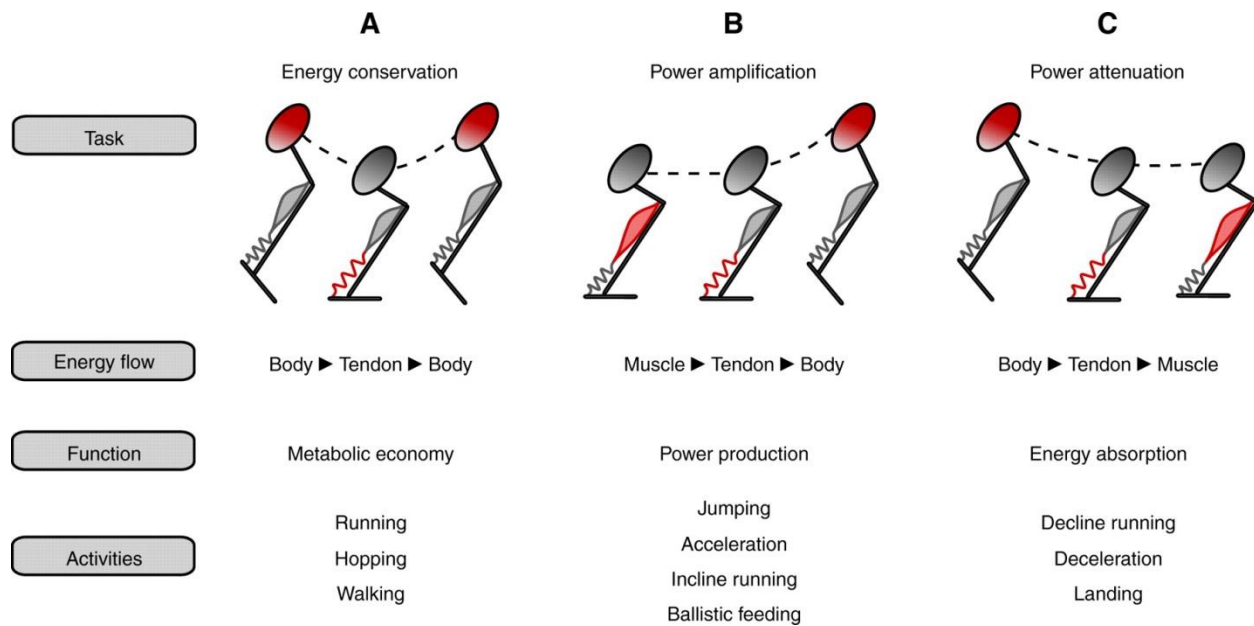 A
B
C
Energy conservation
Power amplification
Power attenuation
Task
Energy flow
Body ► Tendon ► Body
Muscle ► Tendon ► Body
Body ► Tendon ► Muscle
Function
Metabolic economy
Power production
Energy absorption
Activities
Running
Hopping
Walking
Jumping
Acceleration
Incline running
Ballistic feeding
Decline running
Deceleration
Landing